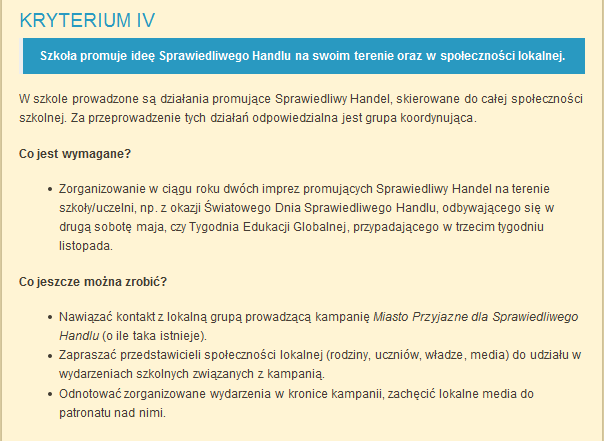 KRYTERIUM IV
Szkoła promuje ideę Sprawiedliwego Handlu na swoim terenie oraz w społeczności lokalnej.
W szkole prowadzone są działania promujące Sprawiedliwy Handel, skierowane do całej społeczności
szkolnej. Za przeprowadzenie tych działań odpowiedzialna jest grupa koordynująca.
Co jest wymagane?
• Zorganizowanie w ciągu roku dwóch imprez promujących Sprawiedliwy Handel na terenie
szkoły/uczelni, np. z okazji Światowego Dnia Sprawiedliwego Handlu, odbywającego się w
drugą sobotę maja, czy Tygodnia Edukacji Globalnej, przypadającego w trzecim tygodniu
listopada.
Co jeszcze można zrobić?
• Nawiązać kontakt z lokalną grupą prowadzącą kampanię Miasto Przyjazne dla Sprawiedliwego
Handlu (o ile taka istnieje).
• Zapraszać przedstawicieli społeczności lokalnej (rodziny, uczniów, władze, media) do udziału w
wydarzeniach szkolnych związanych z kampanią.
• Odnotować zorganizowane wydarzenia w kronice kampanii, zachęcić lokalne media do
patronatu nad nimi.